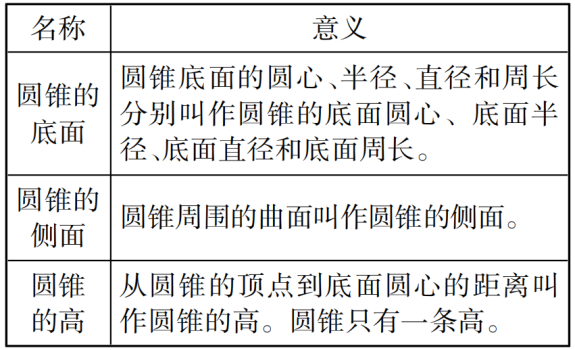 名称 意义
圆锥的
底面
圆锥底面的圆心、半径、直径和周长
分别叫作圆锥的底面圆心、底面半
径、底面直径和底面周长。
圆锥的
侧面
圆锥周围的曲面叫作圆锥的侧面。
圆锥
的高
从圆锥的顶点到底面圆心的距离叫
作圆锥的高。圆锥只有一条高。